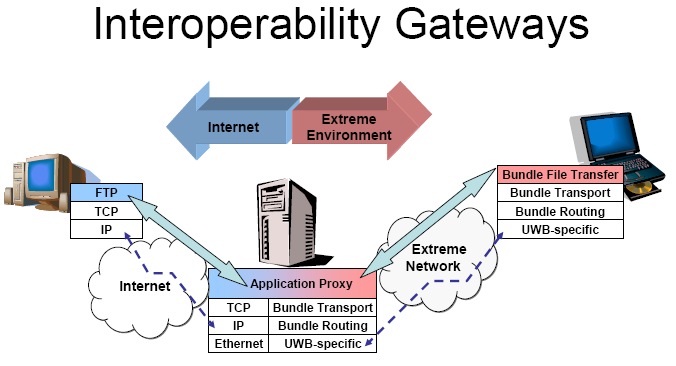 Interoperability Gateways
Internet
Extreme
Environment
FTP
TCP
IP
Bundle File Transfer
Bundle Transport
Bundle Routing
UWB-specific
Internet
Extreme
Network
Application Proxy
TCP Bundle Transport
IP Bundle Routing
Ethernet UWB-specific